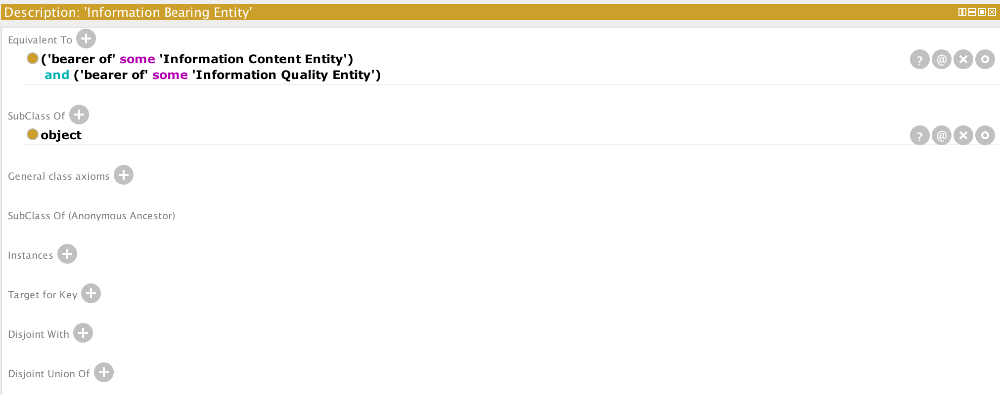 Description: 'Information Bearing Entity'
Equivalent To
('bearer of' some 'Information Content Entity')
and ('bearer of' some 'Information Quality Entity')
? @
SubClass Of
object
? @
General class axioms
SubClass Of (Anonymous Ancestor)
Instances
Target for Key
Disjoint With
Disjoint Union Of